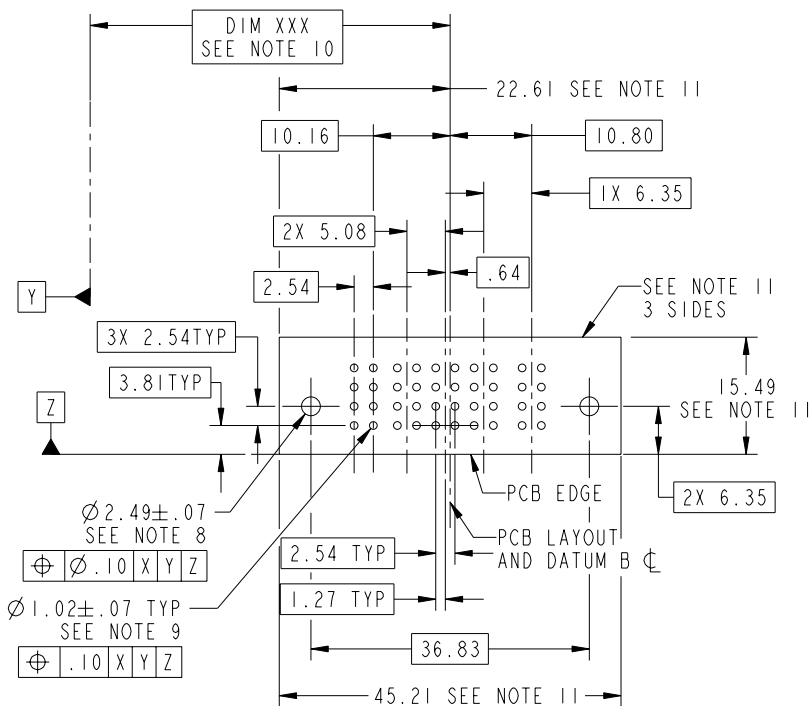 DIM XXX
SEE NOTE 10
22.61 SEE NOTE 11
10.16
10.80
1X 6.35
2X 5.08
.64
2.54
Y
SEE NOTE 11
3 SIDES
3X 2.54TYP
3.81TYP
15.49
SEE NOTE 11
Z
PCB EDGE
2X 6.35
Ø2.49±.07
SEE NOTE 8
⌖ Ø.10 X Y Z
PCB LAYOUT
AND DATUM B ℄
2.54 TYP
Ø1.02±.07 TYP
SEE NOTE 9
1.27 TYP
⌖ .10 X Y Z
36.83
45.21 SEE NOTE 11